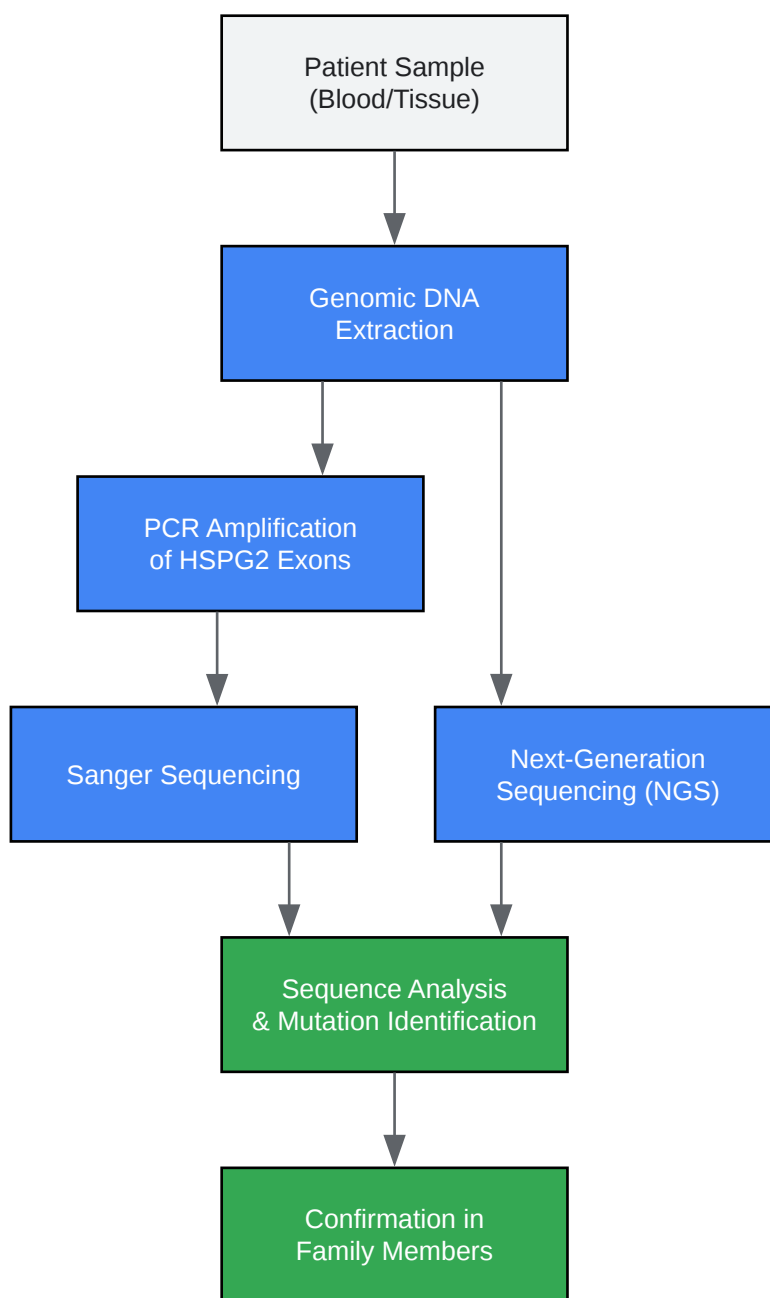 Patient Sample
(Blood/Tissue)
Genomic DNA
Extraction
PCR Amplification
of HSPG2 Exons
Sanger Sequencing
Next-Generation
Sequencing (NGS)
Sequence Analysis
& Mutation Identification
Confirmation in
Family Members